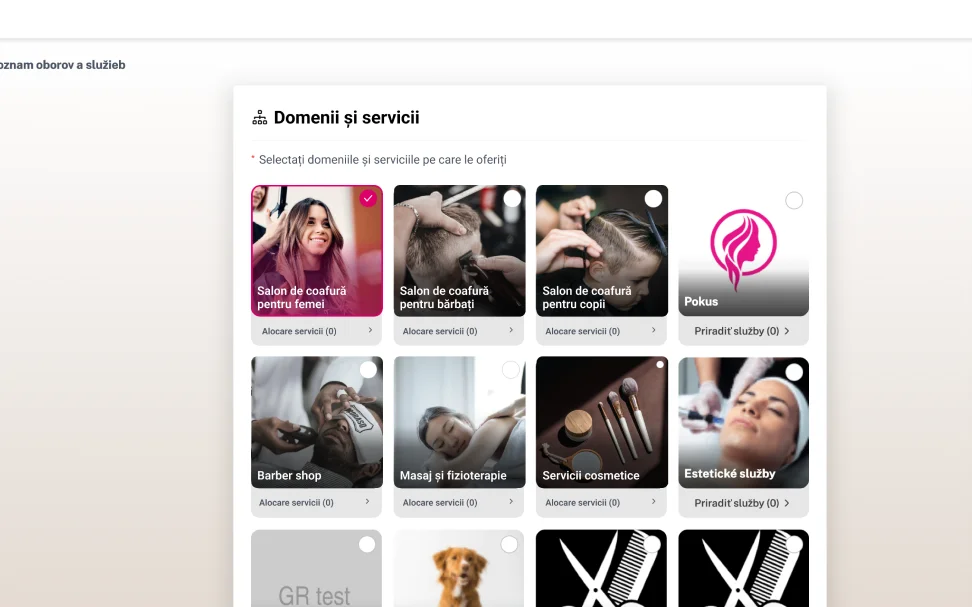 oznam oborov a služieb
Domenii și servicii
* Selectați domeniile și serviciile pe care le oferiți
Salon de coafură
pentru femei
Salon de coafură
pentru bărbați
Salon de coafură
pentru copii
Pokus
Alocare servicii (0)
Alocare servicii (0)
Alocare servicii (0)
Priradiť služby (0)
Barber shop
Masaj și fizioterapie
Servicii cosmetice
Estetické služby
Alocare servicii (0)
Alocare servicii (0)
Alocare servicii (0)
Priradiť služby (0)
GR test